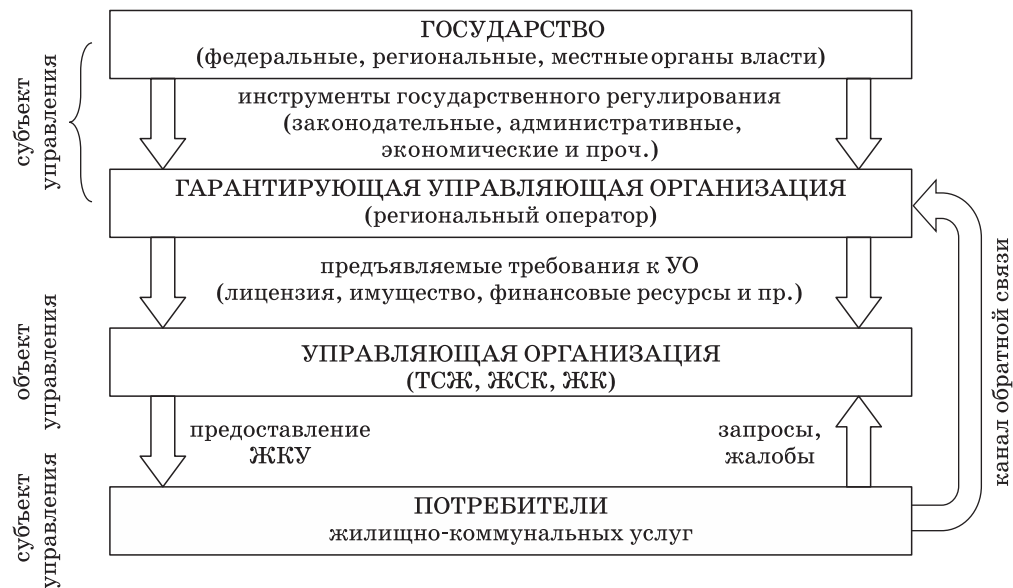 ГОСУДАРСТВО
(федеральные, региональные, местные органы власти)
субъект
управления
инструменты государственного регулирования
(законодательные, административные,
экономические и проч.)
ГАРАНТИРУЮЩАЯ УПРАВЛЯЮЩАЯ ОРГАНИЗАЦИЯ
(региональный оператор)
предъявляемые требования к УО
(лицензия, имущество, финансовые ресурсы и пр.)
канал обратной связи
объект
управления
УПРАВЛЯЮЩАЯ ОРГАНИЗАЦИЯ
(ТСЖ, ЖСК, ЖК)
предоставление
ЖКУ
запросы,
жалобы
субъект
управления
ПОТРЕБИТЕЛИ
жилищно-коммунальных услуг